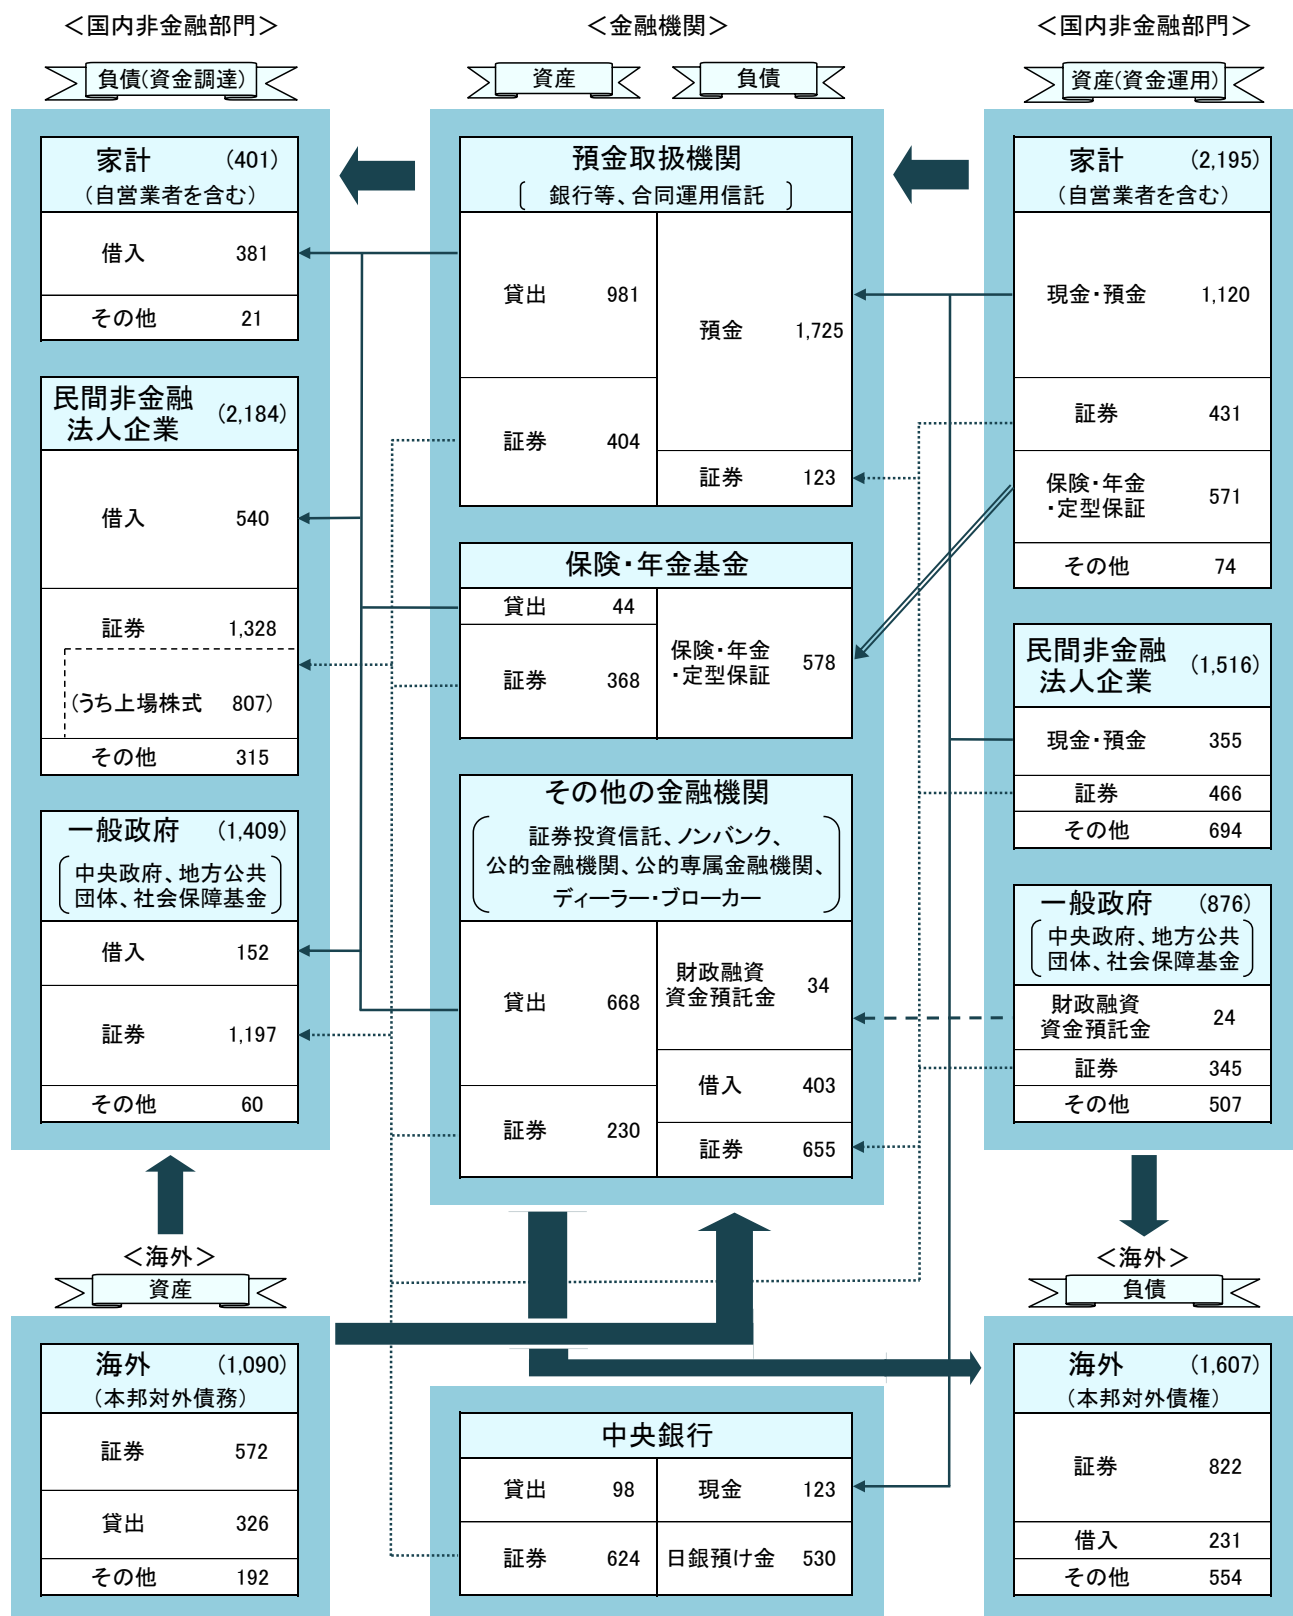 ＜国内非金融部門＞
負債(資金調達)
家計 (401)
(自営業者を含む)
借入 381
その他 21
民間非金融
法人企業 (2,184)
借入 540
証券 1,328
(うち上場株式 807)
その他 315
一般政府 (1,409)
中央政府、地方公共
団体、社会保障基金
借入 152
証券 1,197
その他 60
＜海外＞
資産
海外 (1,090)
(本邦対外債務)
証券 572
貸出 326
その他 192
＜金融機関＞
資産 負債
預金取扱機関
銀行等、合同運用信託
貸出 981
証券 404
預金 1,725
証券 123
保険・年金基金
貸出 44
証券 368
保険・年金
・定型保証 578
その他の金融機関
証券投資信託、ノンバンク、
公的金融機関、公的専属金融機関、
ディーラー・ブローカー
貸出 668
証券 230
財政融資
資金預託金 34
借入 403
証券 655
中央銀行
貸出 98 現金 123
証券 624 日銀預け金 530
＜国内非金融部門＞
資産(資金運用)
家計 (2,195)
(自営業者を含む)
現金・預金 1,120
証券 431
保険・年金
・定型保証 571
その他 74
民間非金融
法人企業 (1,516)
現金・預金 355
証券 466
その他 694
一般政府 (876)
中央政府、地方公共
団体、社会保障基金
財政融資
資金預託金 24
証券 345
その他 507
＜海外＞
負債
海外 (1,607)
(本邦対外債権)
証券 822
借入 231
その他 554